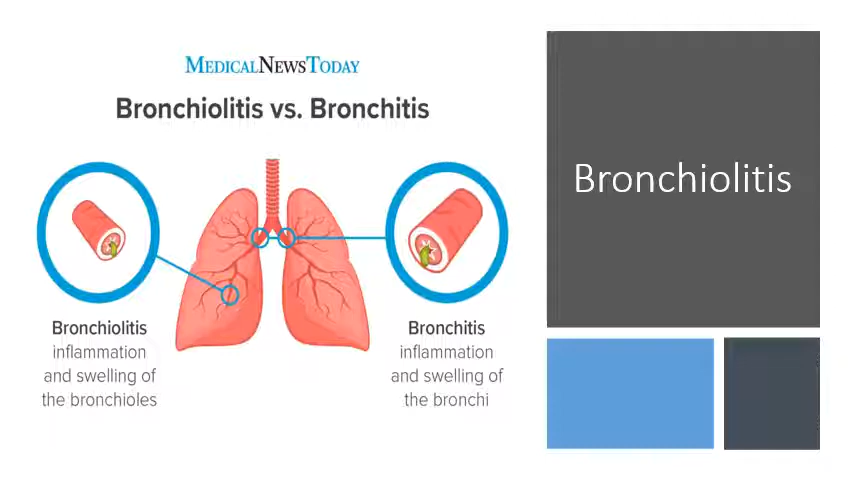 MEDICALNEWSTODAY
Bronchiolitis vs. Bronchitis
Bronchiolitis
inflammation
and swelling of
the bronchioles
Bronchitis
inflammation
and swelling of
the bronchi
Bronchiolitis